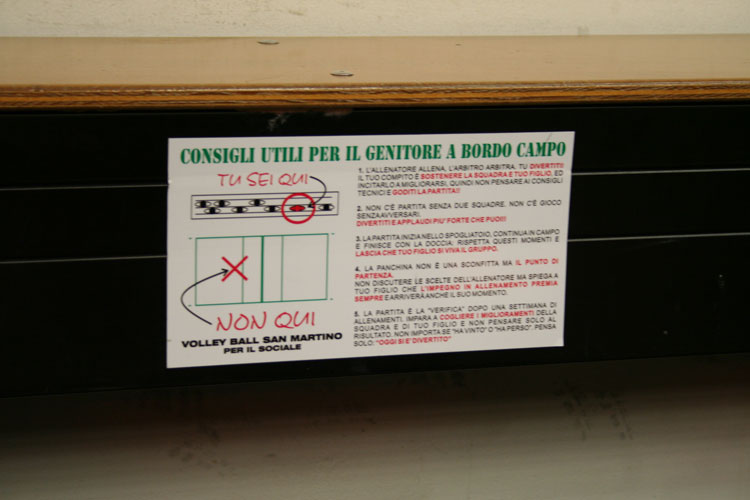 CONSIGLI UTILI PER IL GENITORE A BORDO CAMPO
TU SEI QUI
NON QUI
VOLLEY BALL SAN MARTINO
PER IL SOCIALE
1. L'ALLENATORE ALLENA, L'ARBITRO ARBITRA, TU DIVERTITI!
IL TUO COMPITO È SOSTENERE LA SQUADRA E TUO FIGLIO, ED
INCITARLO A MIGLIORARSI, QUINDI NON PENSARE AI CONSIGLI
TECNICI E GODITI LA PARTITA!!
2. NON C'È PARTITA SENZA DUE SQUADRE. NON C'È GIOCO
SENZA AVVERSARI.
DIVERTITI E APPLAUDI PIU' FORTE CHE PUOI!!
3. LA PARTITA INIZIA NELLO SPOGLIATOIO, CONTINUA IN CAMPO
E FINISCE CON LA DOCCIA. RISPETTA QUESTI MOMENTI E
LASCIA CHE TUO FIGLIO SI VIVA IL GRUPPO.
4. LA PANCHINA NON È UNA SCONFITTA MA IL PUNTO DI
PARTENZA.
NON DISCUTERE LE SCELTE DELL'ALLENATORE MA SPIEGA A
TUO FIGLIO CHE L'IMPEGNO IN ALLENAMENTO PREMIA
SEMPRE E ARRIVERÀ ANCHE IL SUO MOMENTO.
5. LA PARTITA È LA "VERIFICA" DOPO UNA SETTIMANA DI
ALLENAMENTI. IMPARA A COGLIERE I MIGLIORAMENTI DELLA
SQUADRA E DI TUO FIGLIO E NON PENSARE SOLO AL
RISULTATO. NON IMPORTA SE "HA VINTO" O "HA PERSO". PENSA
SOLO: "OGGI SI E' DIVERTITO"